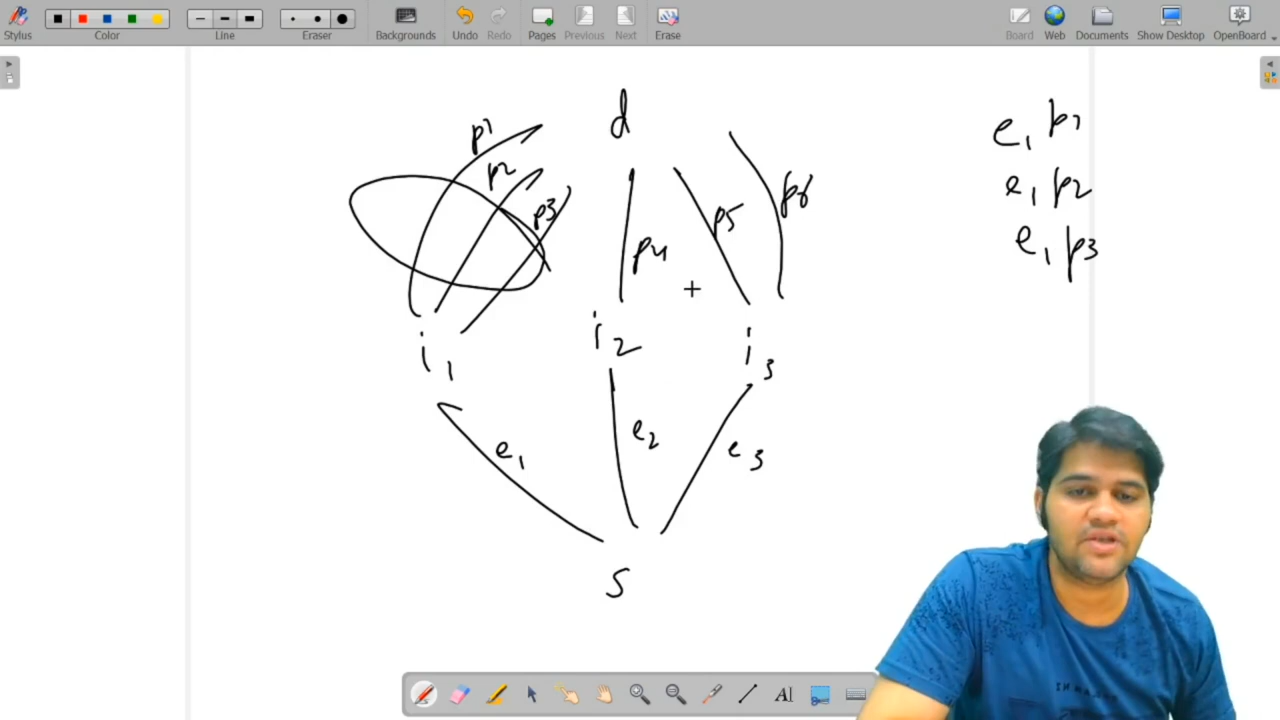 Stylus
Color
Line
Eraser
Backgrounds
Undo
Redo
Pages
Previous
Next
Erase
Board
Web
Documents
Show Desktop
OpenBoard
d
p1
p2
p3
p4
p5
p6
i2
i1
i3
e1
e2
e3
s
e1 p1
e1 p2
e1 p3